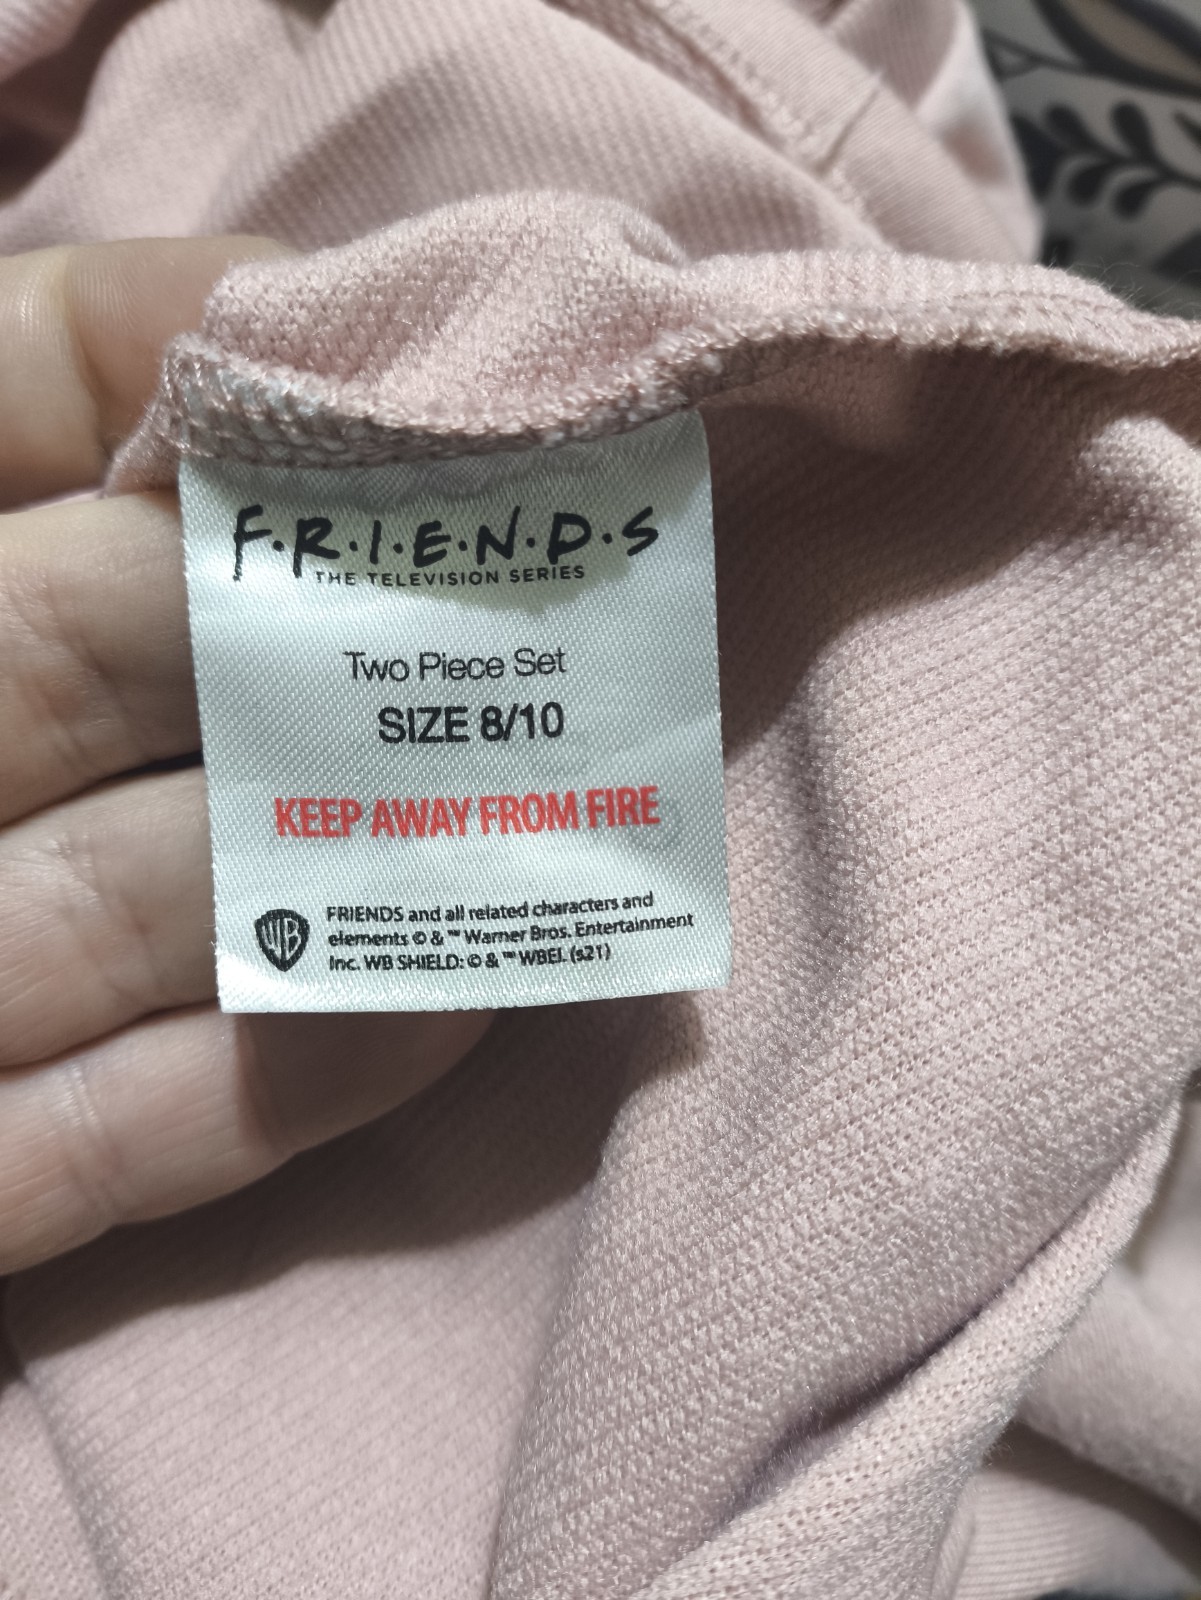 F·R·I·E·N·D·S
THE TELEVISION SERIES
Two Piece Set
SIZE 8/10
KEEP AWAY FROM FIRE
WB
FRIENDS and all related characters and
elements © & ™ Warner Bros. Entertainment
Inc. WB SHIELD: © & ™ WBEI. (s21)